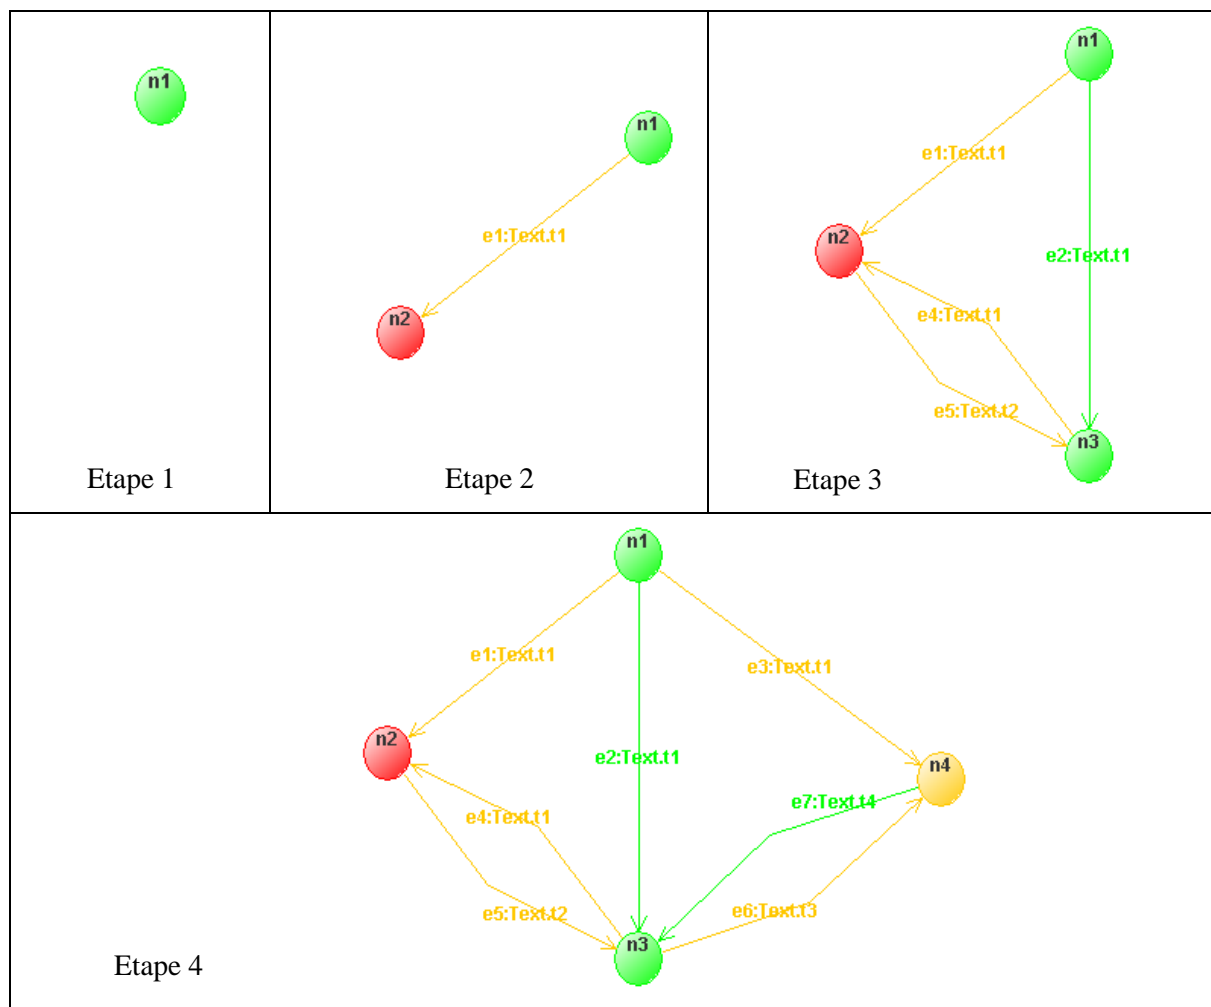 n1
Etape 1
n1
e1:Text.t1
n2
Etape 2
n1
e1:Text.t1
n2
e2:Text.t1
e4:Text.t1
e5:Text.t2
n3
Etape 3
n1
e1:Text.t1
e3:Text.t1
n2
e2:Text.t1
n4
e7:Text.t4
e4:Text.t1
e5:Text.t2
e6:Text.t3
n3
Etape 4